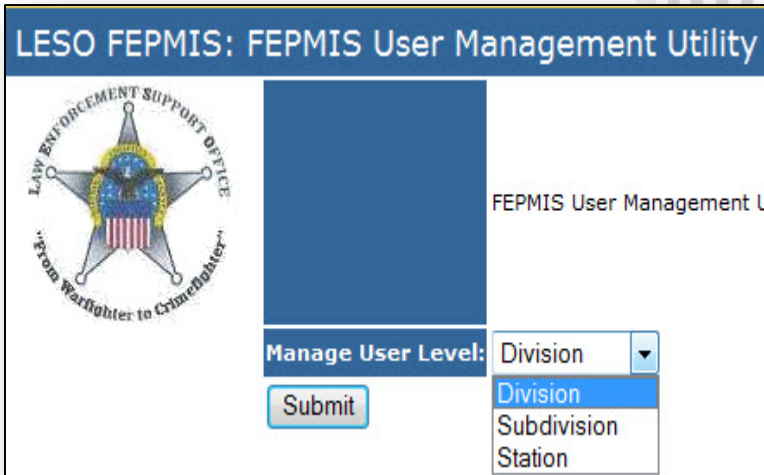 LESO FEPMIS: FEPMIS User Management Utility
LAW ENFORCEMENT SUPPORT OFFICE
"From Warfighter to Crimefighter"
FEPMIS User Management U
Manage User Level: Division
Submit
Division
Subdivision
Station